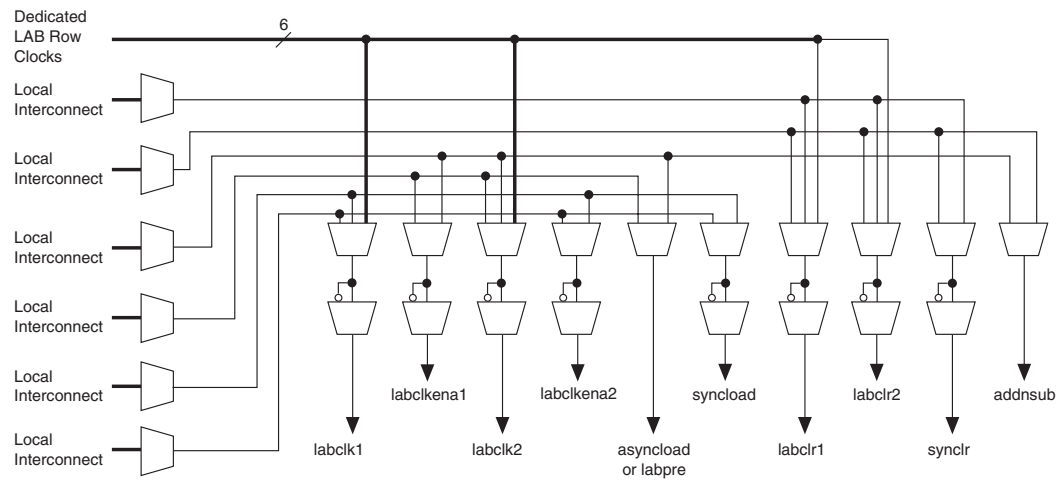 Dedicated
LAB Row
Clocks
6
Local
Interconnect
Local
Interconnect
Local
Interconnect
Local
Interconnect
Local
Interconnect
Local
Interconnect
labclkena1
labclkena2
syncload
labclr2
addnsub
labclk1
labclk2
asyncload
or labpre
labclr1
synclr